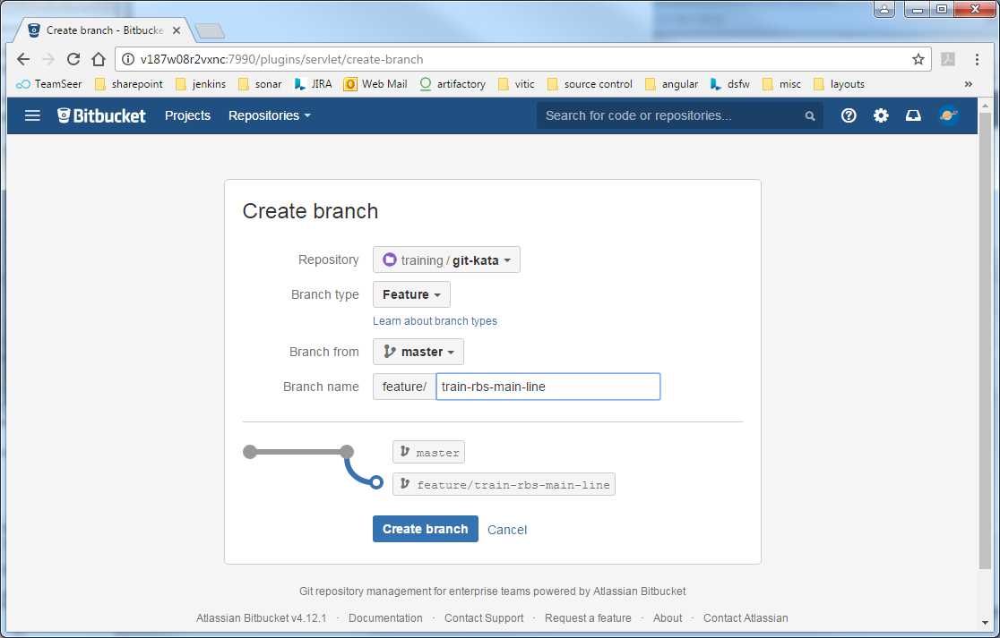 Create branch - Bitbucke
v187w08r2vxnc:7990/plugins/servlet/create-branch
TeamSeer sharepoint jenkins sonar JIRA Web Mail artifactory vitic source control angular dsfw misc layouts »
Bitbucket Projects Repositories Search for code or repositories...
Create branch
Repository training / git-kata
Branch type Feature
Learn about branch types
Branch from master
Branch name feature/ train-rbs-main-line
master
feature/train-rbs-main-line
Create branch Cancel
Git repository management for enterprise teams powered by Atlassian Bitbucket
Atlassian Bitbucket v4.12.1 · Documentation · Contact Support · Request a feature · About · Contact Atlassian